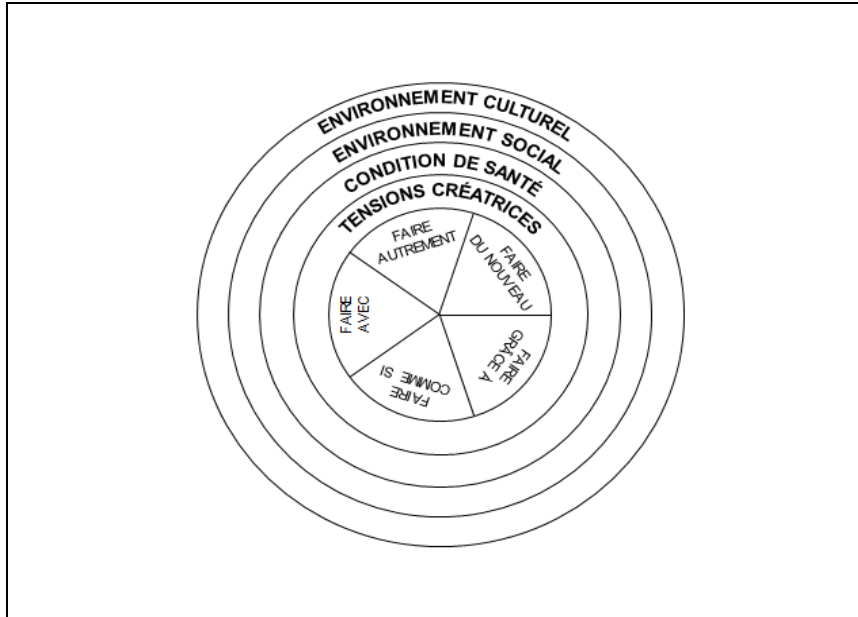 ENVIRONNEMENT CULTUREL
ENVIRONNEMENT SOCIAL
CONDITION DE SANTÉ
TENSIONS CRÉATRICES
FAIRE
AUTREMENT
FAIRE
DU NOUVEAU
FAIRE
AVEC
FAIRE
GRÂCE A
FAIRE
COMME SI